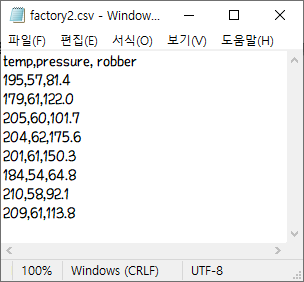 factory2.csv - Window...
파일(F) 편집(E) 서식(O) 보기(V) 도움말(H)
temp,pressure, robber
195,57,81.4
179,61,122.0
205,60,101.7
204,62,175.6
201,61,150.3
184,54,64.8
210,58,92.1
209,61,113.8
100% Windows (CRLF) UTF-8